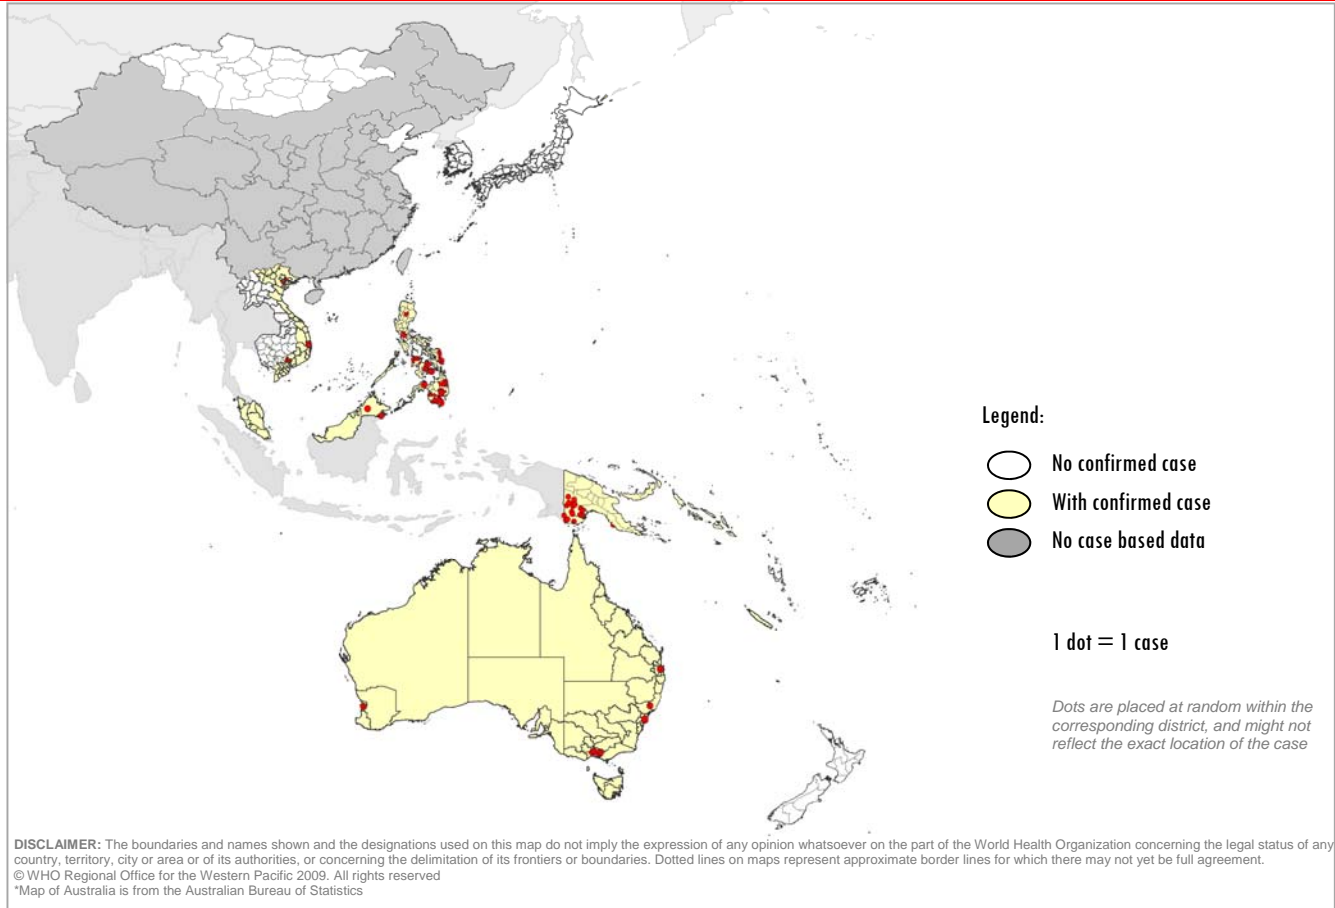 Legend:
No confirmed case
With confirmed case
No case based data
1 dot = 1 case
Dots are placed at random within the
corresponding district, and might not
reflect the exact location of the case
DISCLAIMER: The boundaries and names shown and the designations used on this map do not imply the expression of any opinion whatsoever on the part of the World Health Organization concerning the legal status of any
country, territory, city or area or of its authorities, or concerning the delimitation of its frontiers or boundaries. Dotted lines on maps represent approximate border lines for which there may not yet be full agreement.
© WHO Regional Office for the Western Pacific 2009. All rights reserved
*Map of Australia is from the Australian Bureau of Statistics